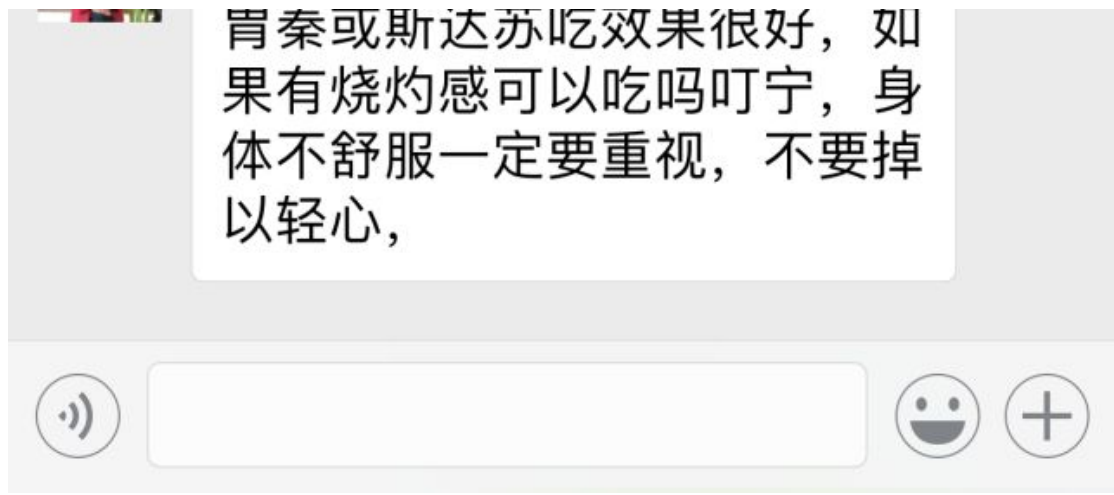 胃秦或斯达苏吃效果很好，如
果有烧灼感可以吃吗叮宁，身
体不舒服一定要重视，不要掉
以轻心，